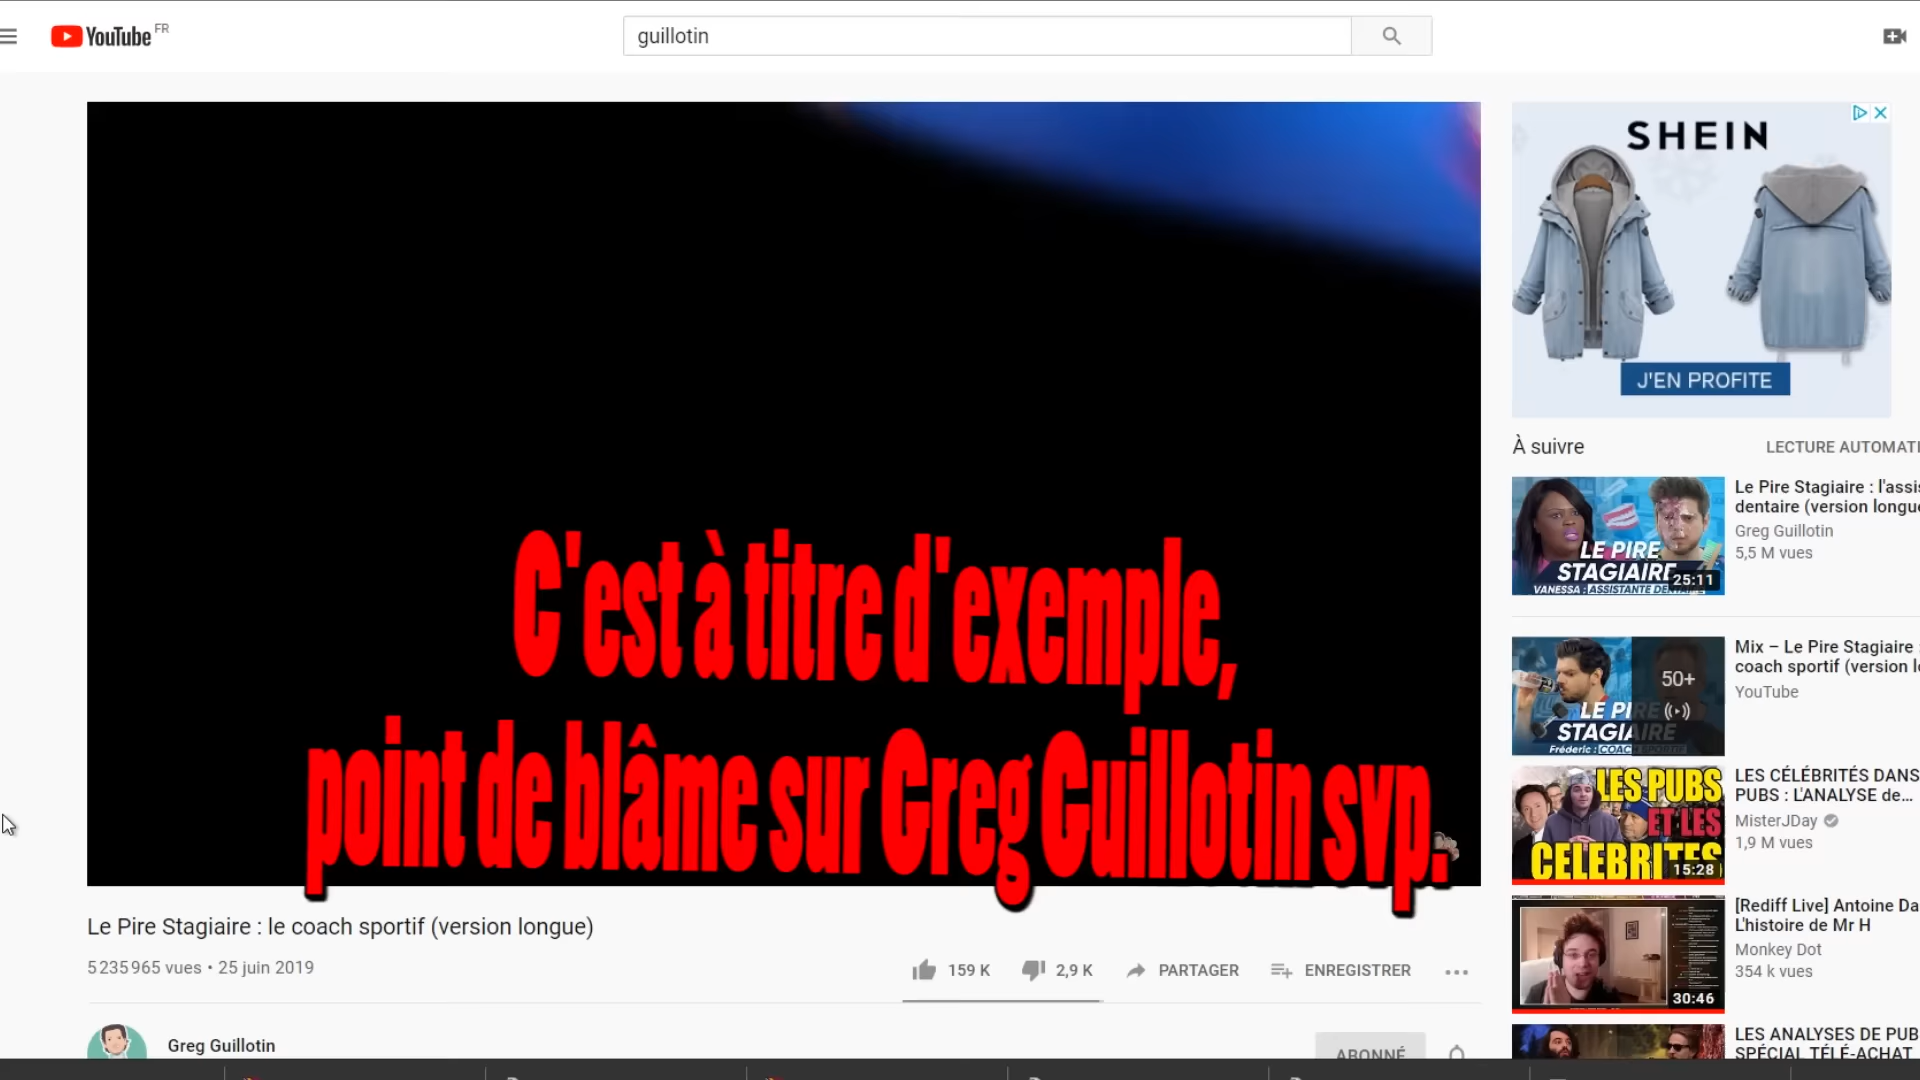 YouTube FR
guillotin
SHEIN
J'EN PROFITE
C'est à titre d'exemple,
point de blâme sur Greg Guillotin svp.
Le Pire Stagiaire : le coach sportif (version longue)
5 235 965 vues • 25 juin 2019
159 K
2,9 K
PARTAGER
ENREGISTRER
Greg Guillotin
ABONNÉ
À suivre
LECTURE AUTOMATI
LE PIRE
STAGIAIRE
VANESSA : ASSISTANTE
25:11
Le Pire Stagiaire : l'assis
dentaire (version longue
Greg Guillotin
5,5 M vues
50+
LE PIRE
STAGIAIRE
Fréderic : COACH SPORTIF
Mix – Le Pire Stagiaire :
coach sportif (version lo
YouTube
LES PUBS
ET LES
CELEBRITES
15:28
LES CÉLÉBRITÉS DANS
PUBS : L'ANALYSE de...
MisterJDay
1,9 M vues
30:46
[Rediff Live] Antoine Da
L'histoire de Mr H
Monkey Dot
354 k vues
LES ANALYSES DE PUB
SPÉCIAL TÉLÉ-ACHAT